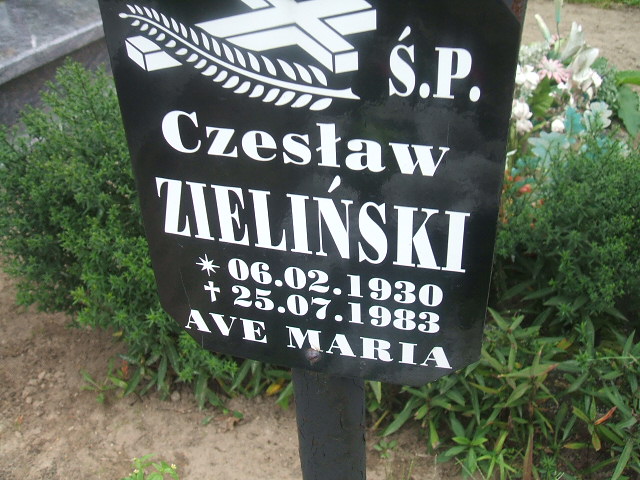 Ś.P.
Czesław
ZIELIŃSKI
* 06.02.1930
† 25.07.1983
AVE MARIA